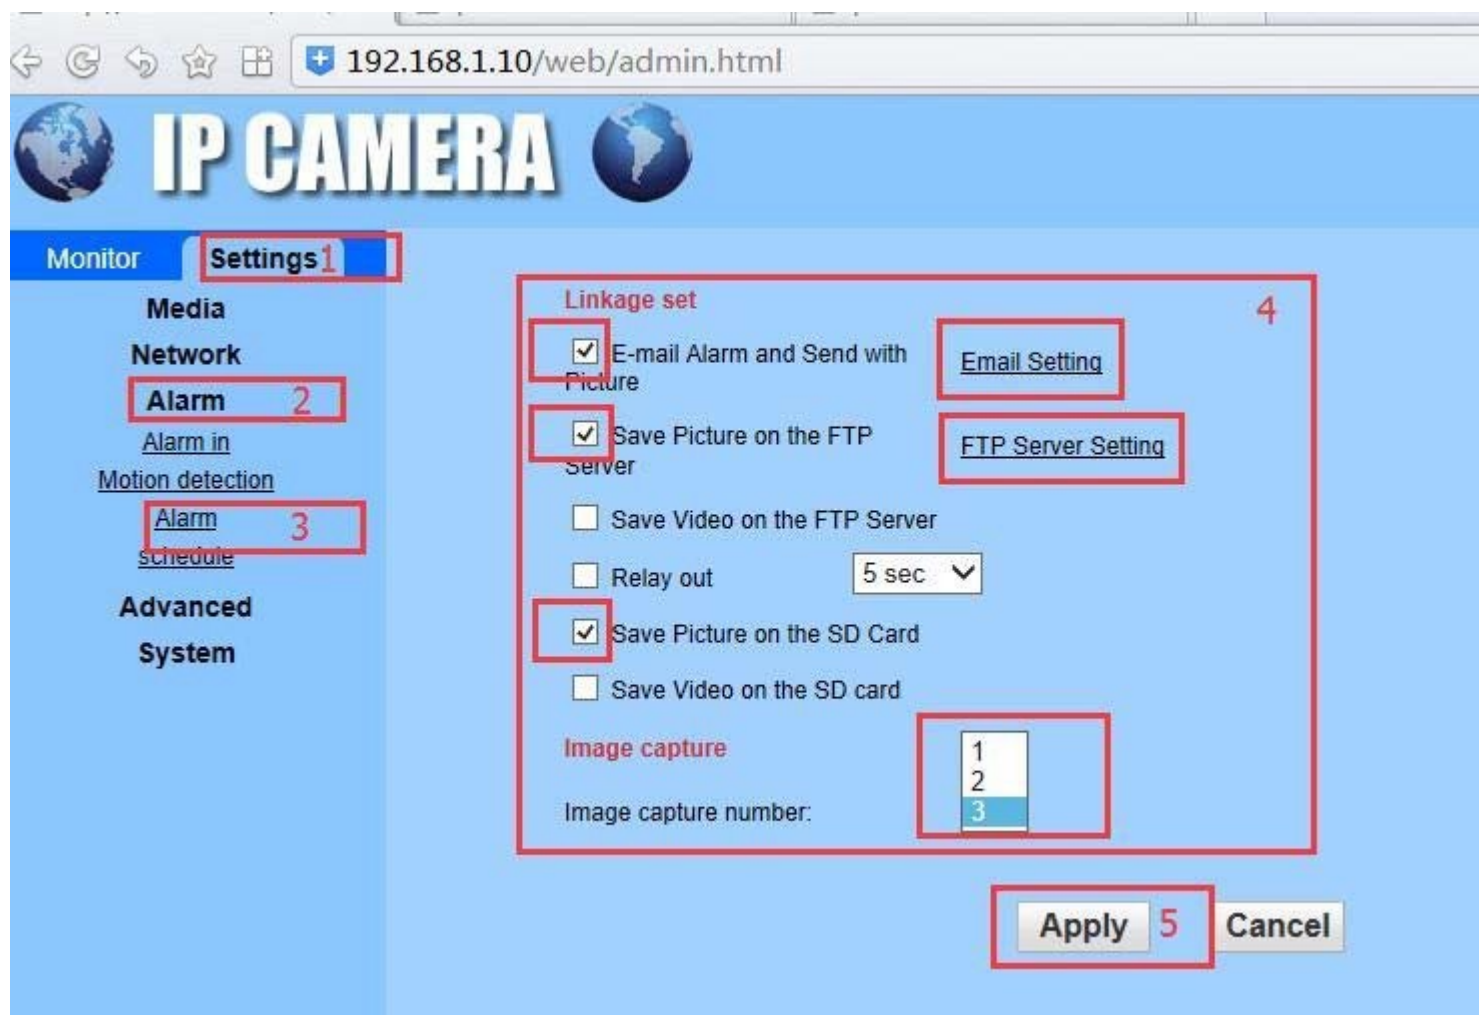 192.168.1.10/web/admin.html
IP CAMERA
Monitor
Settings 1
Media
Network
Alarm 2
Alarm in
Motion detection
Alarm 3
schedule
Advanced
System
Linkage set 4
E-mail Alarm and Send with
Picture
Email Setting
Save Picture on the FTP
Server
FTP Server Setting
Save Video on the FTP Server
Relay out 5 sec
Save Picture on the SD Card
Save Video on the SD card
Image capture
1
2
3
Image capture number:
Apply 5
Cancel